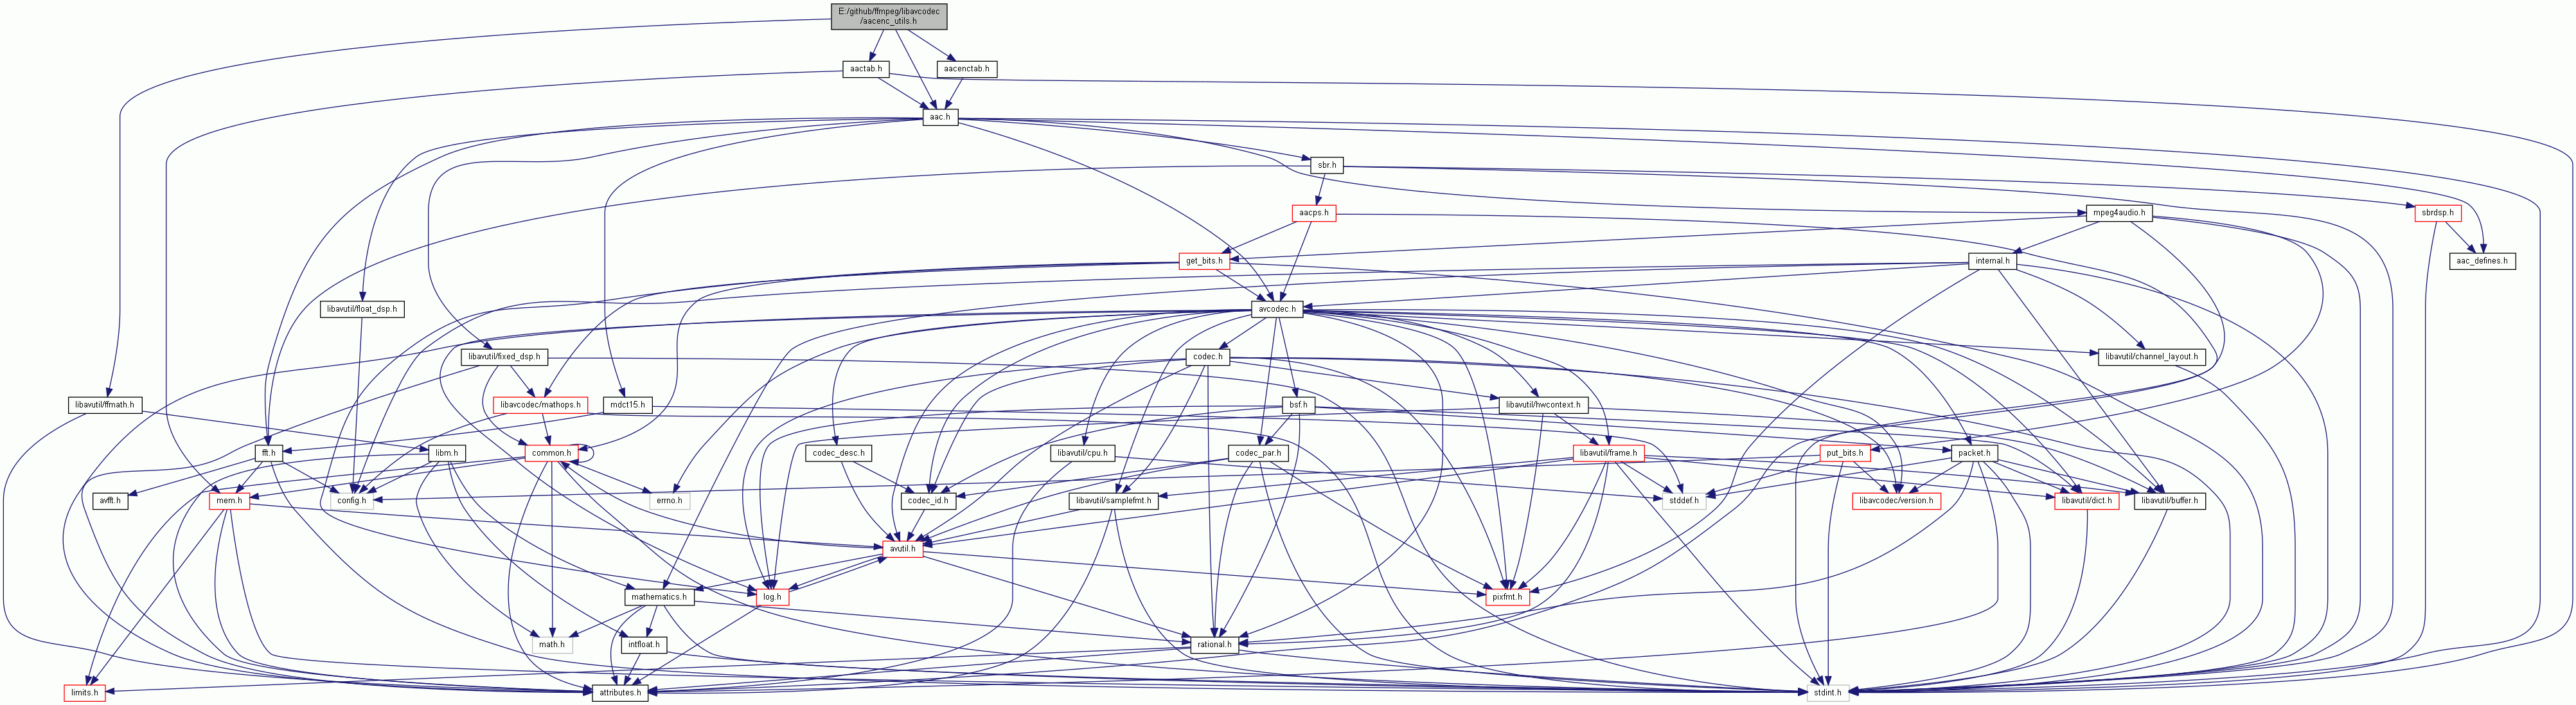 E:/github/ffmpeg/libavcodec
/aacenc_utils.h
aactab.h
aacenctab.h
aac.h
sbr.h
aacps.h
mpeg4audio.h
sbrdsp.h
get_bits.h
internal.h
aac_defines.h
libavutil/float_dsp.h
avcodec.h
libavutil/fixed_dsp.h
codec.h
libavutil/channel_layout.h
libavutil/ffmath.h
libavcodec/mathops.h
mdct15.h
bsf.h
libavutil/hwcontext.h
fft.h
libm.h
common.h
codec_desc.h
libavutil/cpu.h
codec_par.h
libavutil/frame.h
put_bits.h
packet.h
avfft.h
mem.h
config.h
errno.h
codec_id.h
libavutil/samplefmt.h
stddef.h
libavcodec/version.h
libavutil/dict.h
libavutil/buffer.h
avutil.h
mathematics.h
log.h
pixfmt.h
math.h
intfloat.h
rational.h
limits.h
attributes.h
stdint.h